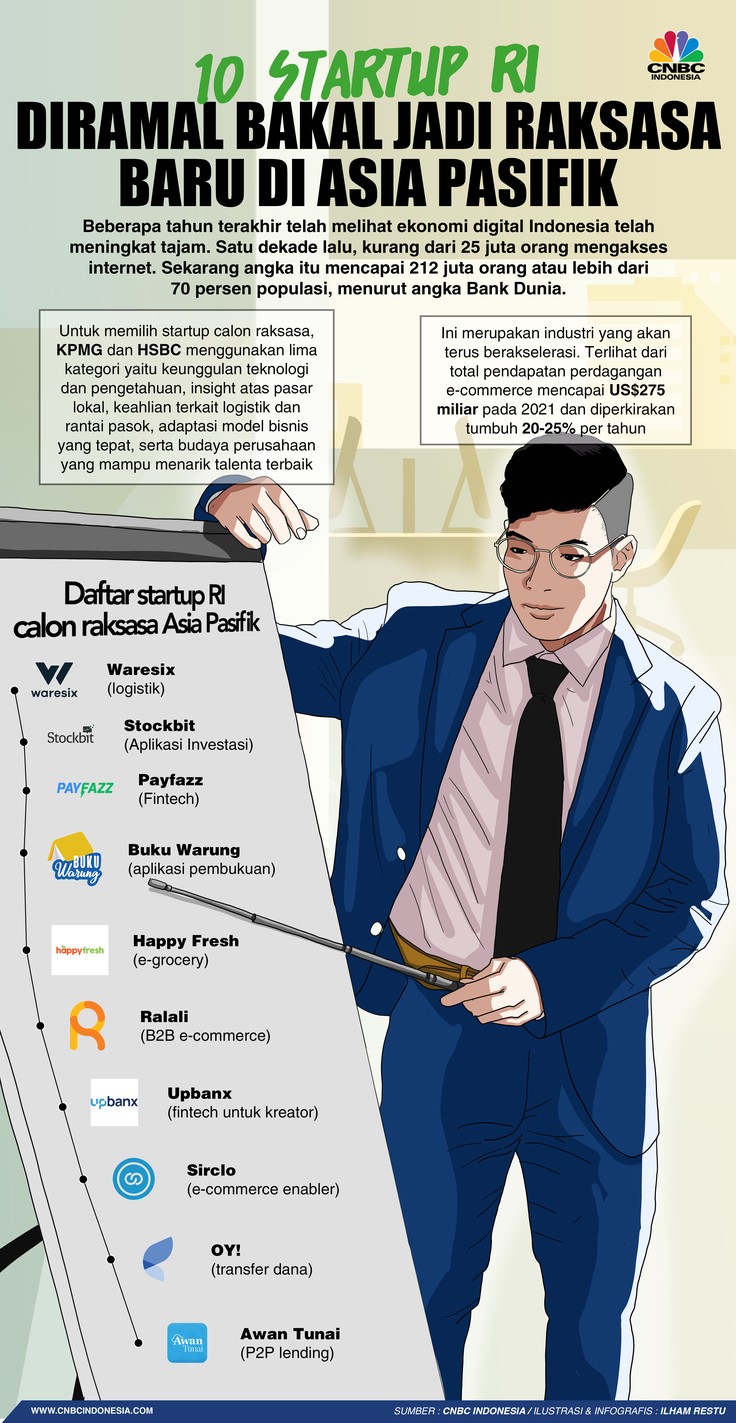 10 STARTUP RI
CNBC
INDONESIA
DIRAMAL BAKAL JADI RAKSASA
BARU DI ASIA PASIFIK
Beberapa tahun terakhir telah melihat ekonomi digital Indonesia telah
meningkat tajam. Satu dekade lalu, kurang dari 25 juta orang mengakses
internet. Sekarang angka itu mencapai 212 juta orang atau lebih dari
70 persen populasi, menurut angka Bank Dunia.
Untuk memilih startup calon raksasa,
KPMG dan HSBC menggunakan lima
kategori yaitu keunggulan teknologi
dan pengetahuan, insight atas pasar
lokal, keahlian terkait logistik dan
rantai pasok, adaptasi model bisnis
yang tepat, serta budaya perusahaan
yang mampu menarik talenta terbaik
Ini merupakan industri yang akan
terus berakselerasi. Terlihat dari
total pendapatan perdagangan
e-commerce mencapai US$275
miliar pada 2021 dan diperkirakan
tumbuh 20-25% per tahun
Daftar startup RI
calon raksasa Asia Pasifik
waresix
Waresix
(logistik)
Stockbit
Stockbit
(Aplikasi Investasi)
PAYFAZZ
Payfazz
(Fintech)
BUKU
Warung
Buku Warung
(aplikasi pembukuan)
happyfresh
Happy Fresh
(e-grocery)
Ralali
(B2B e-commerce)
upbanx
Upbanx
(fintech untuk kreator)
Sirclo
(e-commerce enabler)
OY!
(transfer dana)
Awan
Tunai
Awan Tunai
(P2P lending)
WWW.CNBCINDONESIA.COM
SUMBER : CNBC INDONESIA / ILUSTRASI & INFOGRAFIS : ILHAM RESTU